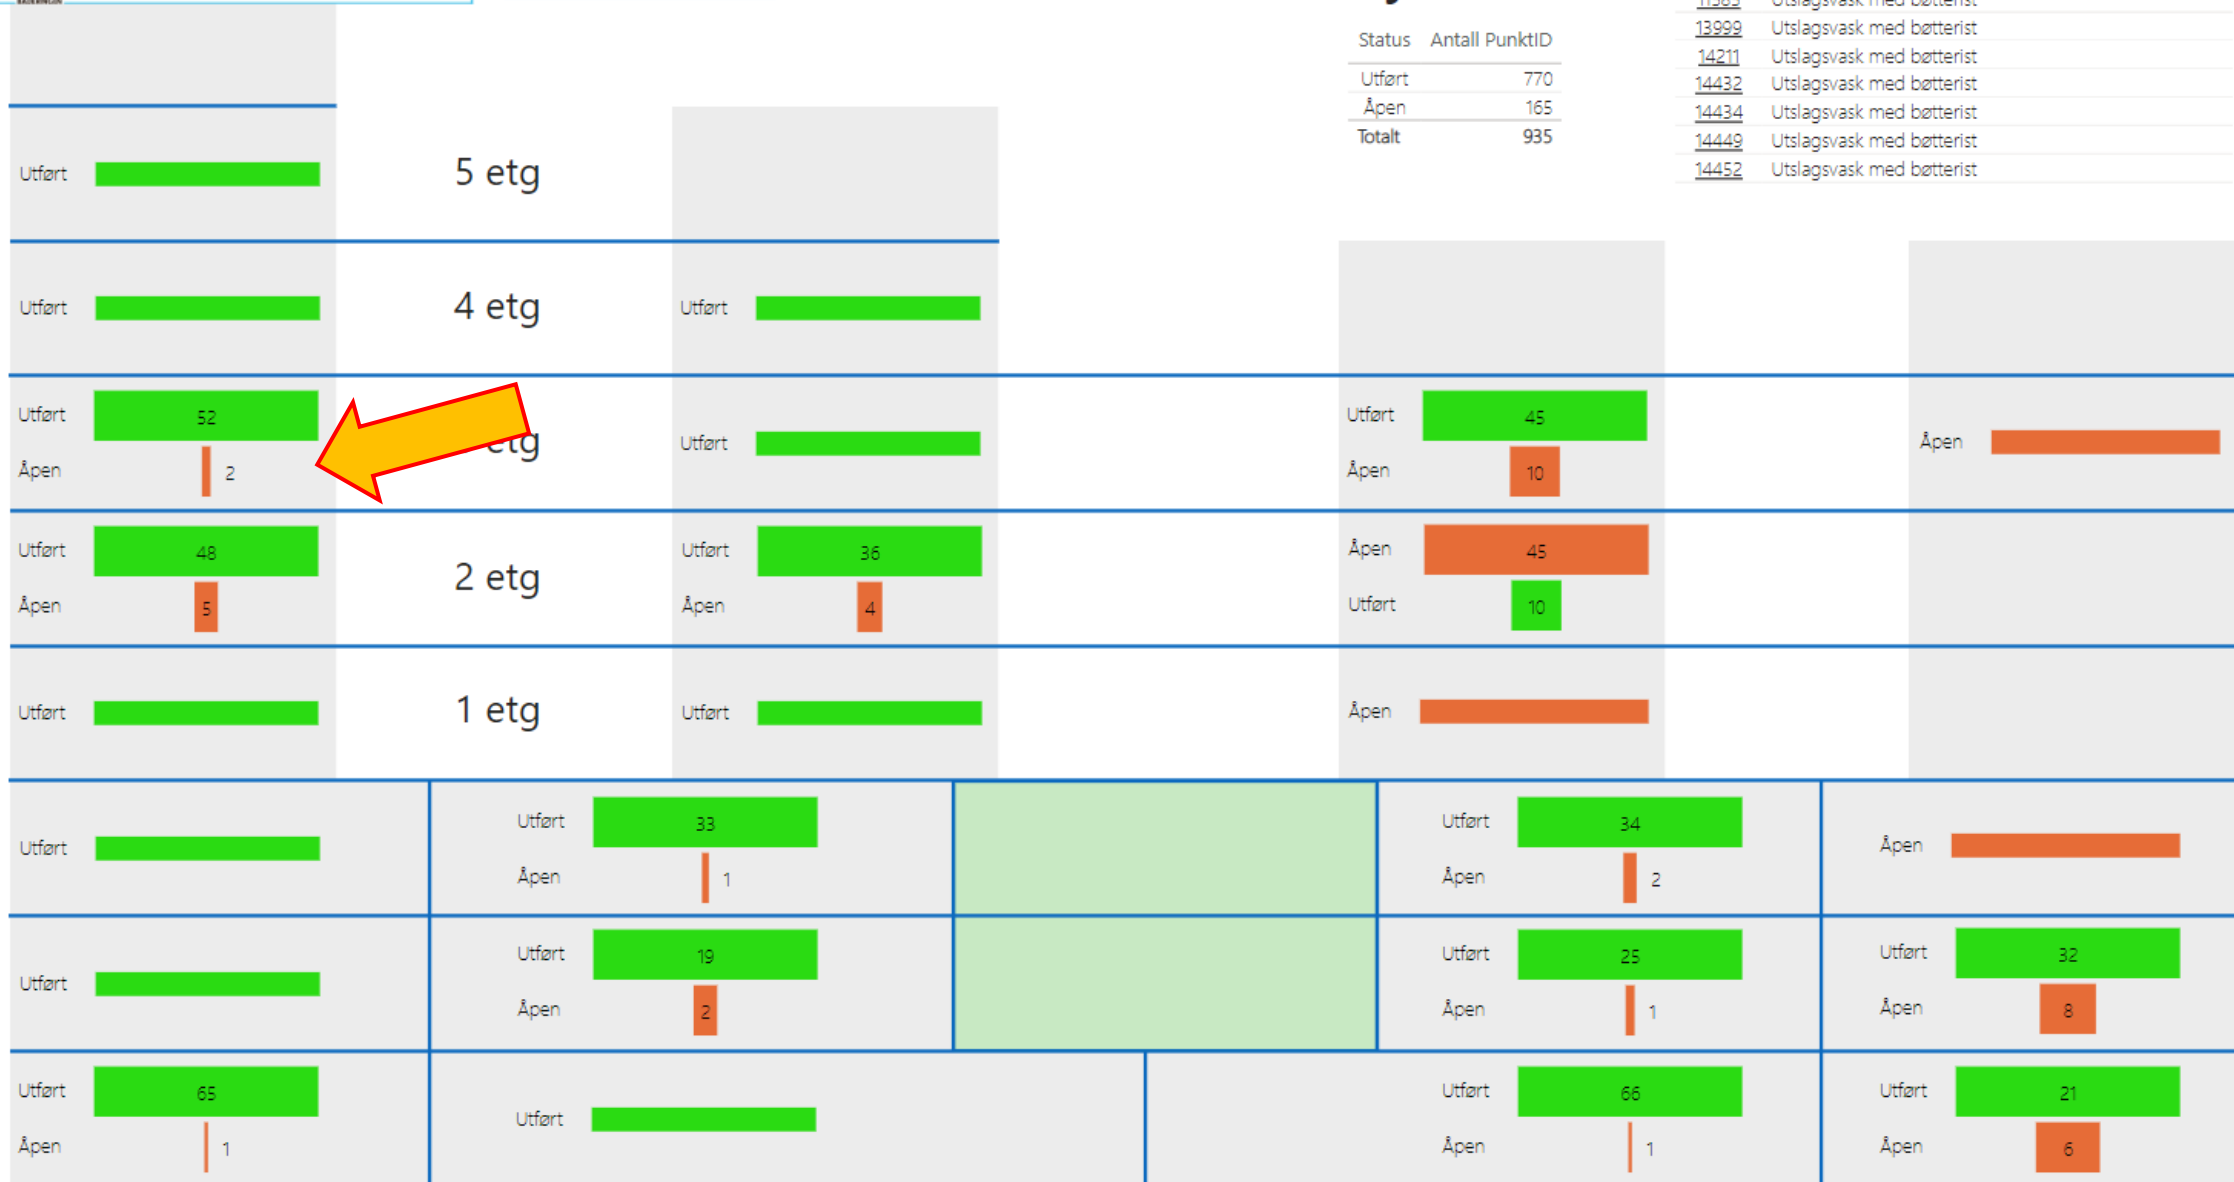 Utslagsvask med bøtterist
Status Antall PunktID
Utført 770
Åpen 165
Totalt 935
13999 Utslagsvask med bøtterist
14211 Utslagsvask med bøtterist
14432 Utslagsvask med bøtterist
14434 Utslagsvask med bøtterist
14449 Utslagsvask med bøtterist
14452 Utslagsvask med bøtterist
Utført 5 etg
Utført 4 etg Utført
Utført 52 Utført 45
etg Utført Åpen
Åpen 2 Åpen 10
Utført 48 Utført 36 Åpen 45
2 etg
Åpen 5 Åpen 4 Utført 10
Utført 1 etg Utført Åpen
Utført 33 Utført 34
Utført Åpen
Åpen 1 Åpen 2
Utført 19 Utført 25 Utført 32
Utført
Åpen 2 Åpen 1 Åpen 8
Utført 65 Utført 66 Utført 21
Utført
Åpen 1 Åpen 1 Åpen 6